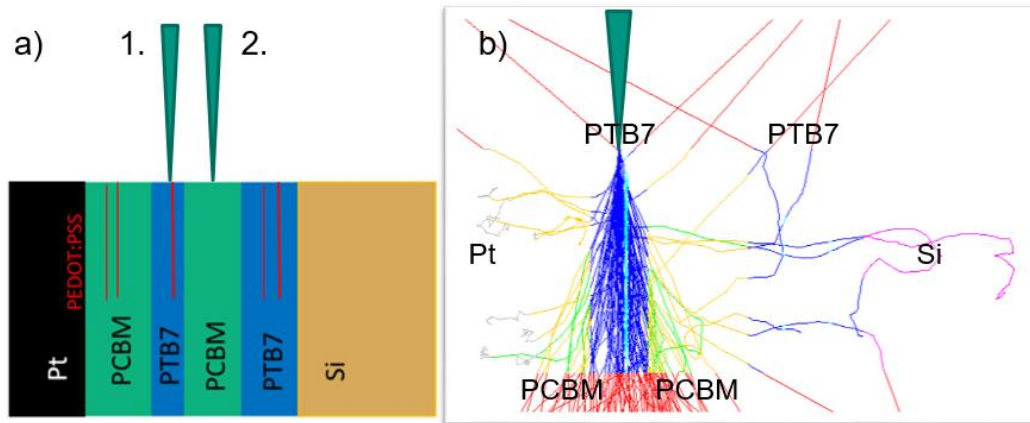 a)
1.
2.
Pt
PEDOT:PSS
PCBM
PTB7
PCBM
PTB7
Si
b)
PTB7
PTB7
Pt
Si
PCBM
PCBM